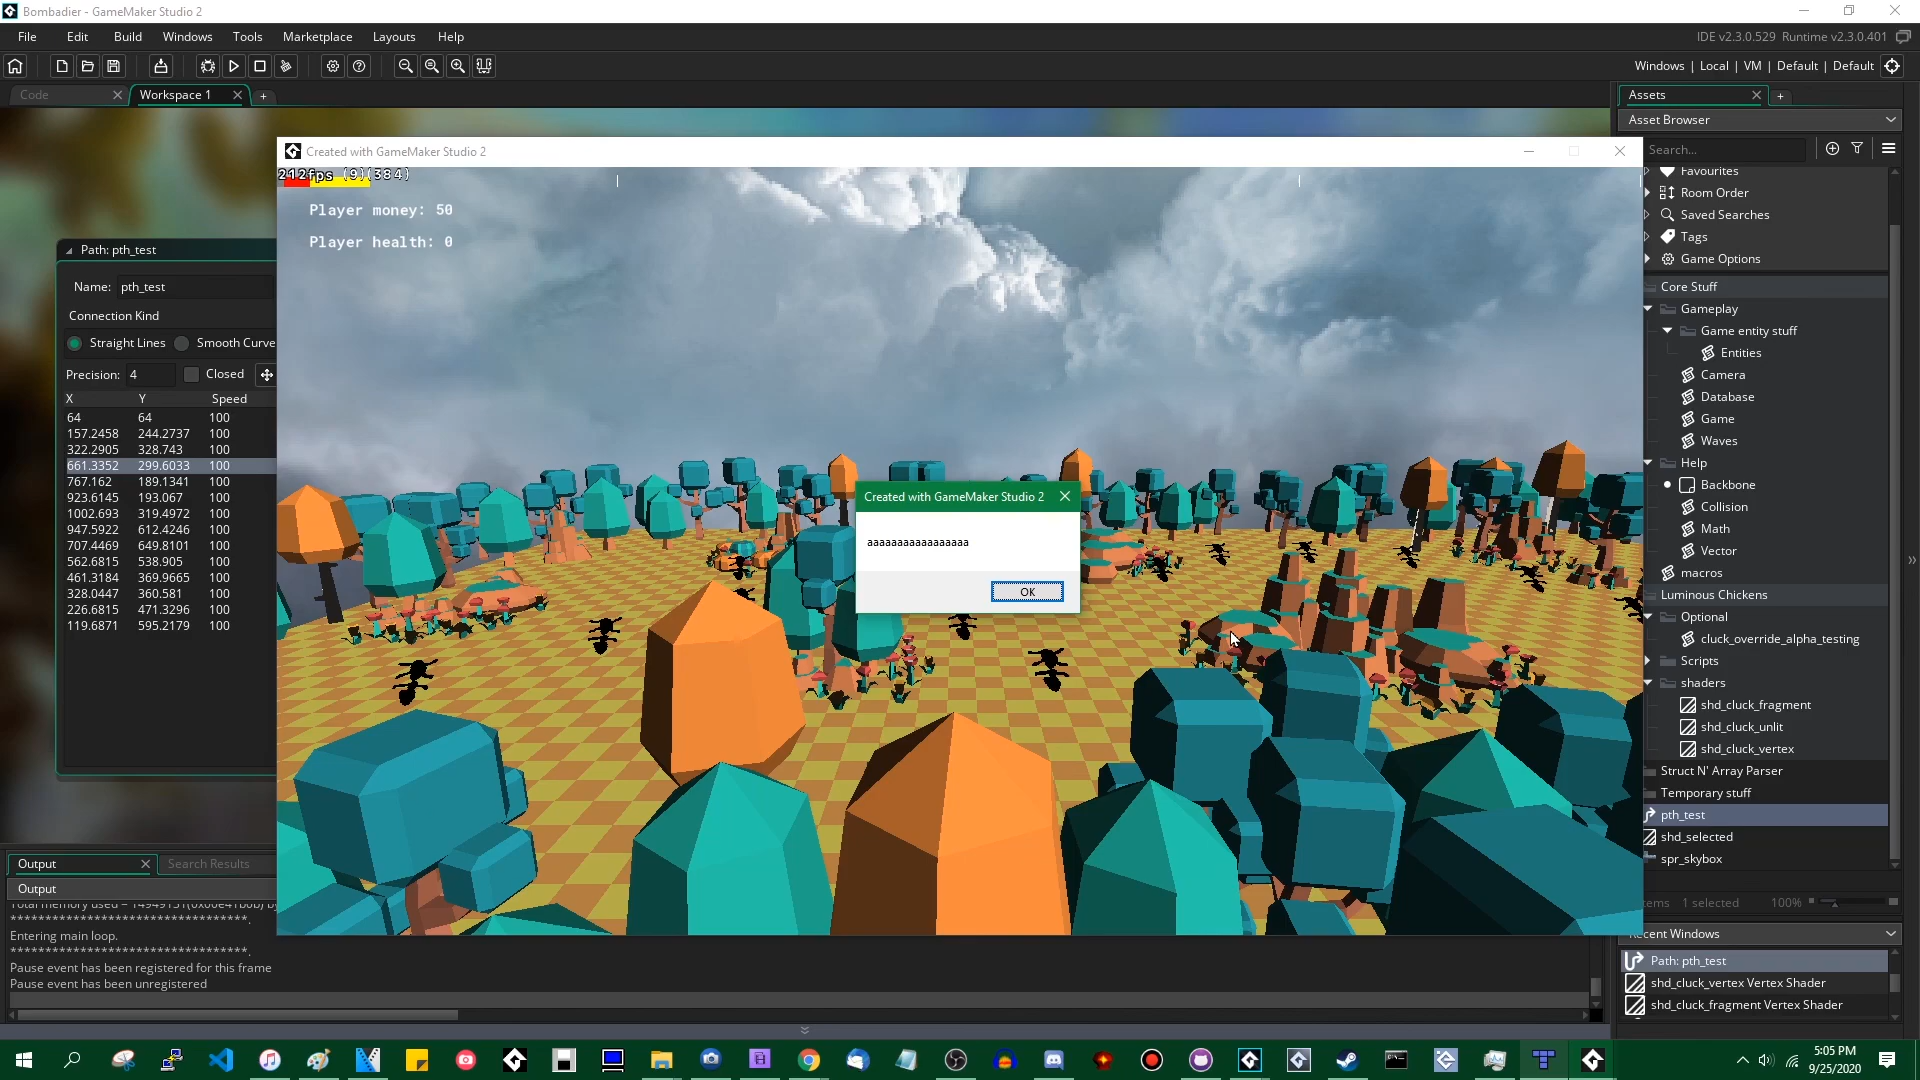 Bombadier - GameMaker Studio 2
File Edit Build Windows Tools Marketplace Layouts Help
IDE v2.3.0.529 Runtime v2.3.0.401
Windows | Local | VM | Default | Default
Code
Workspace 1
Assets
Asset Browser
Search...
Favourites
Room Order
Saved Searches
Tags
Game Options
Core Stuff
Gameplay
Game entity stuff
Entities
Camera
Database
Game
Waves
Help
Backbone
Collision
Math
Vector
macros
Luminous Chickens
Optional
cluck_override_alpha_testing
Scripts
shaders
shd_cluck_fragment
shd_cluck_unlit
shd_cluck_vertex
Struct N' Array Parser
Temporary stuff
pth_test
shd_selected
spr_skybox
1 selected 100%
Recent Windows
Path: pth_test
shd_cluck_vertex Vertex Shader
shd_cluck_fragment Vertex Shader
Path: pth_test
Name: pth_test
Connection Kind
Straight Lines Smooth Curve
Precision: 4 Closed
X Y Speed
64 64 100
157.2458 244.2737 100
322.2905 328.743 100
661.3352 299.6033 100
767.162 189.1341 100
923.6145 193.067 100
1002.693 319.4972 100
947.5922 612.4246 100
707.4469 649.8101 100
562.6815 538.905 100
461.3184 369.9665 100
328.0447 360.581 100
226.6815 471.3296 100
119.6871 595.2179 100
Created with GameMaker Studio 2
212fps (9)(384)
Player money: 50
Player health: 0
Created with GameMaker Studio 2
aaaaaaaaaaaaaaaaa
OK
Output
Search Results
Output
***********************************.
Entering main loop.
***********************************.
Pause event has been registered for this frame
Pause event has been unregistered
5:05 PM
9/25/2020